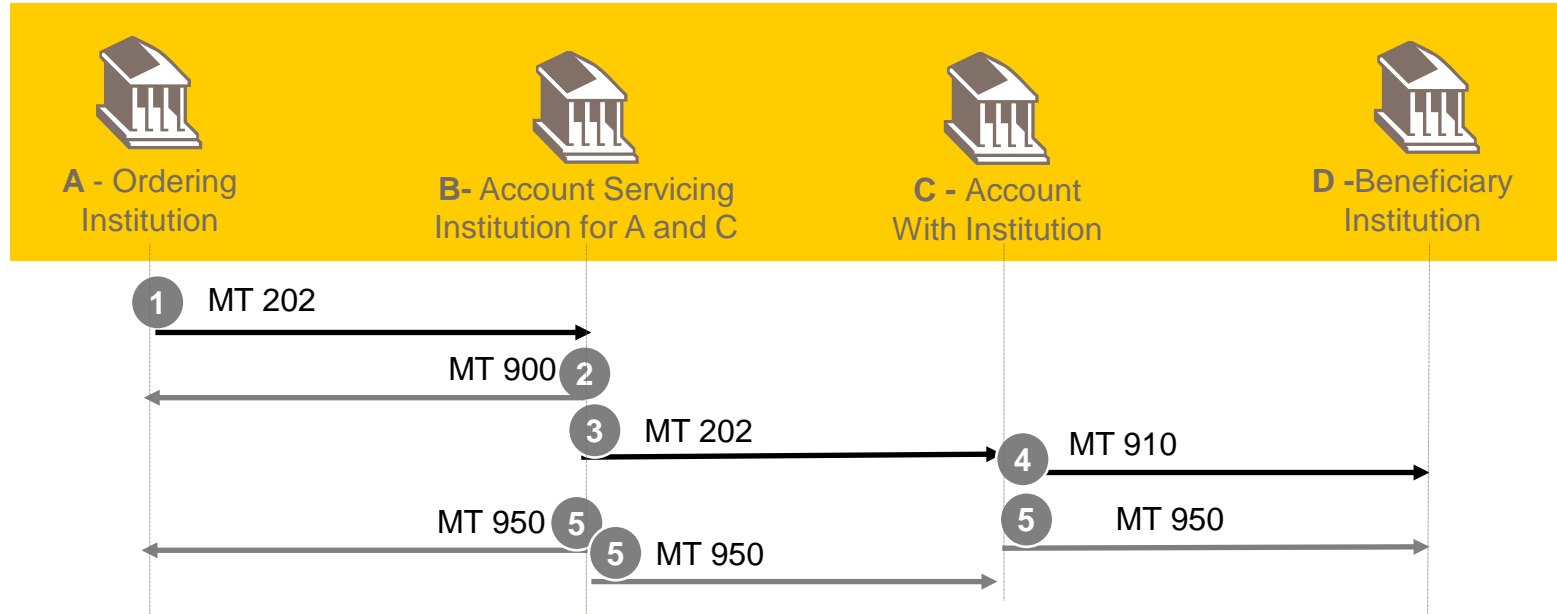 A - Ordering
Institution
B- Account Servicing
Institution for A and C
C - Account
With Institution
D -Beneficiary
Institution
1 MT 202
MT 900 2
3 MT 202
4 MT 910
MT 950 5
5 MT 950
5 MT 950